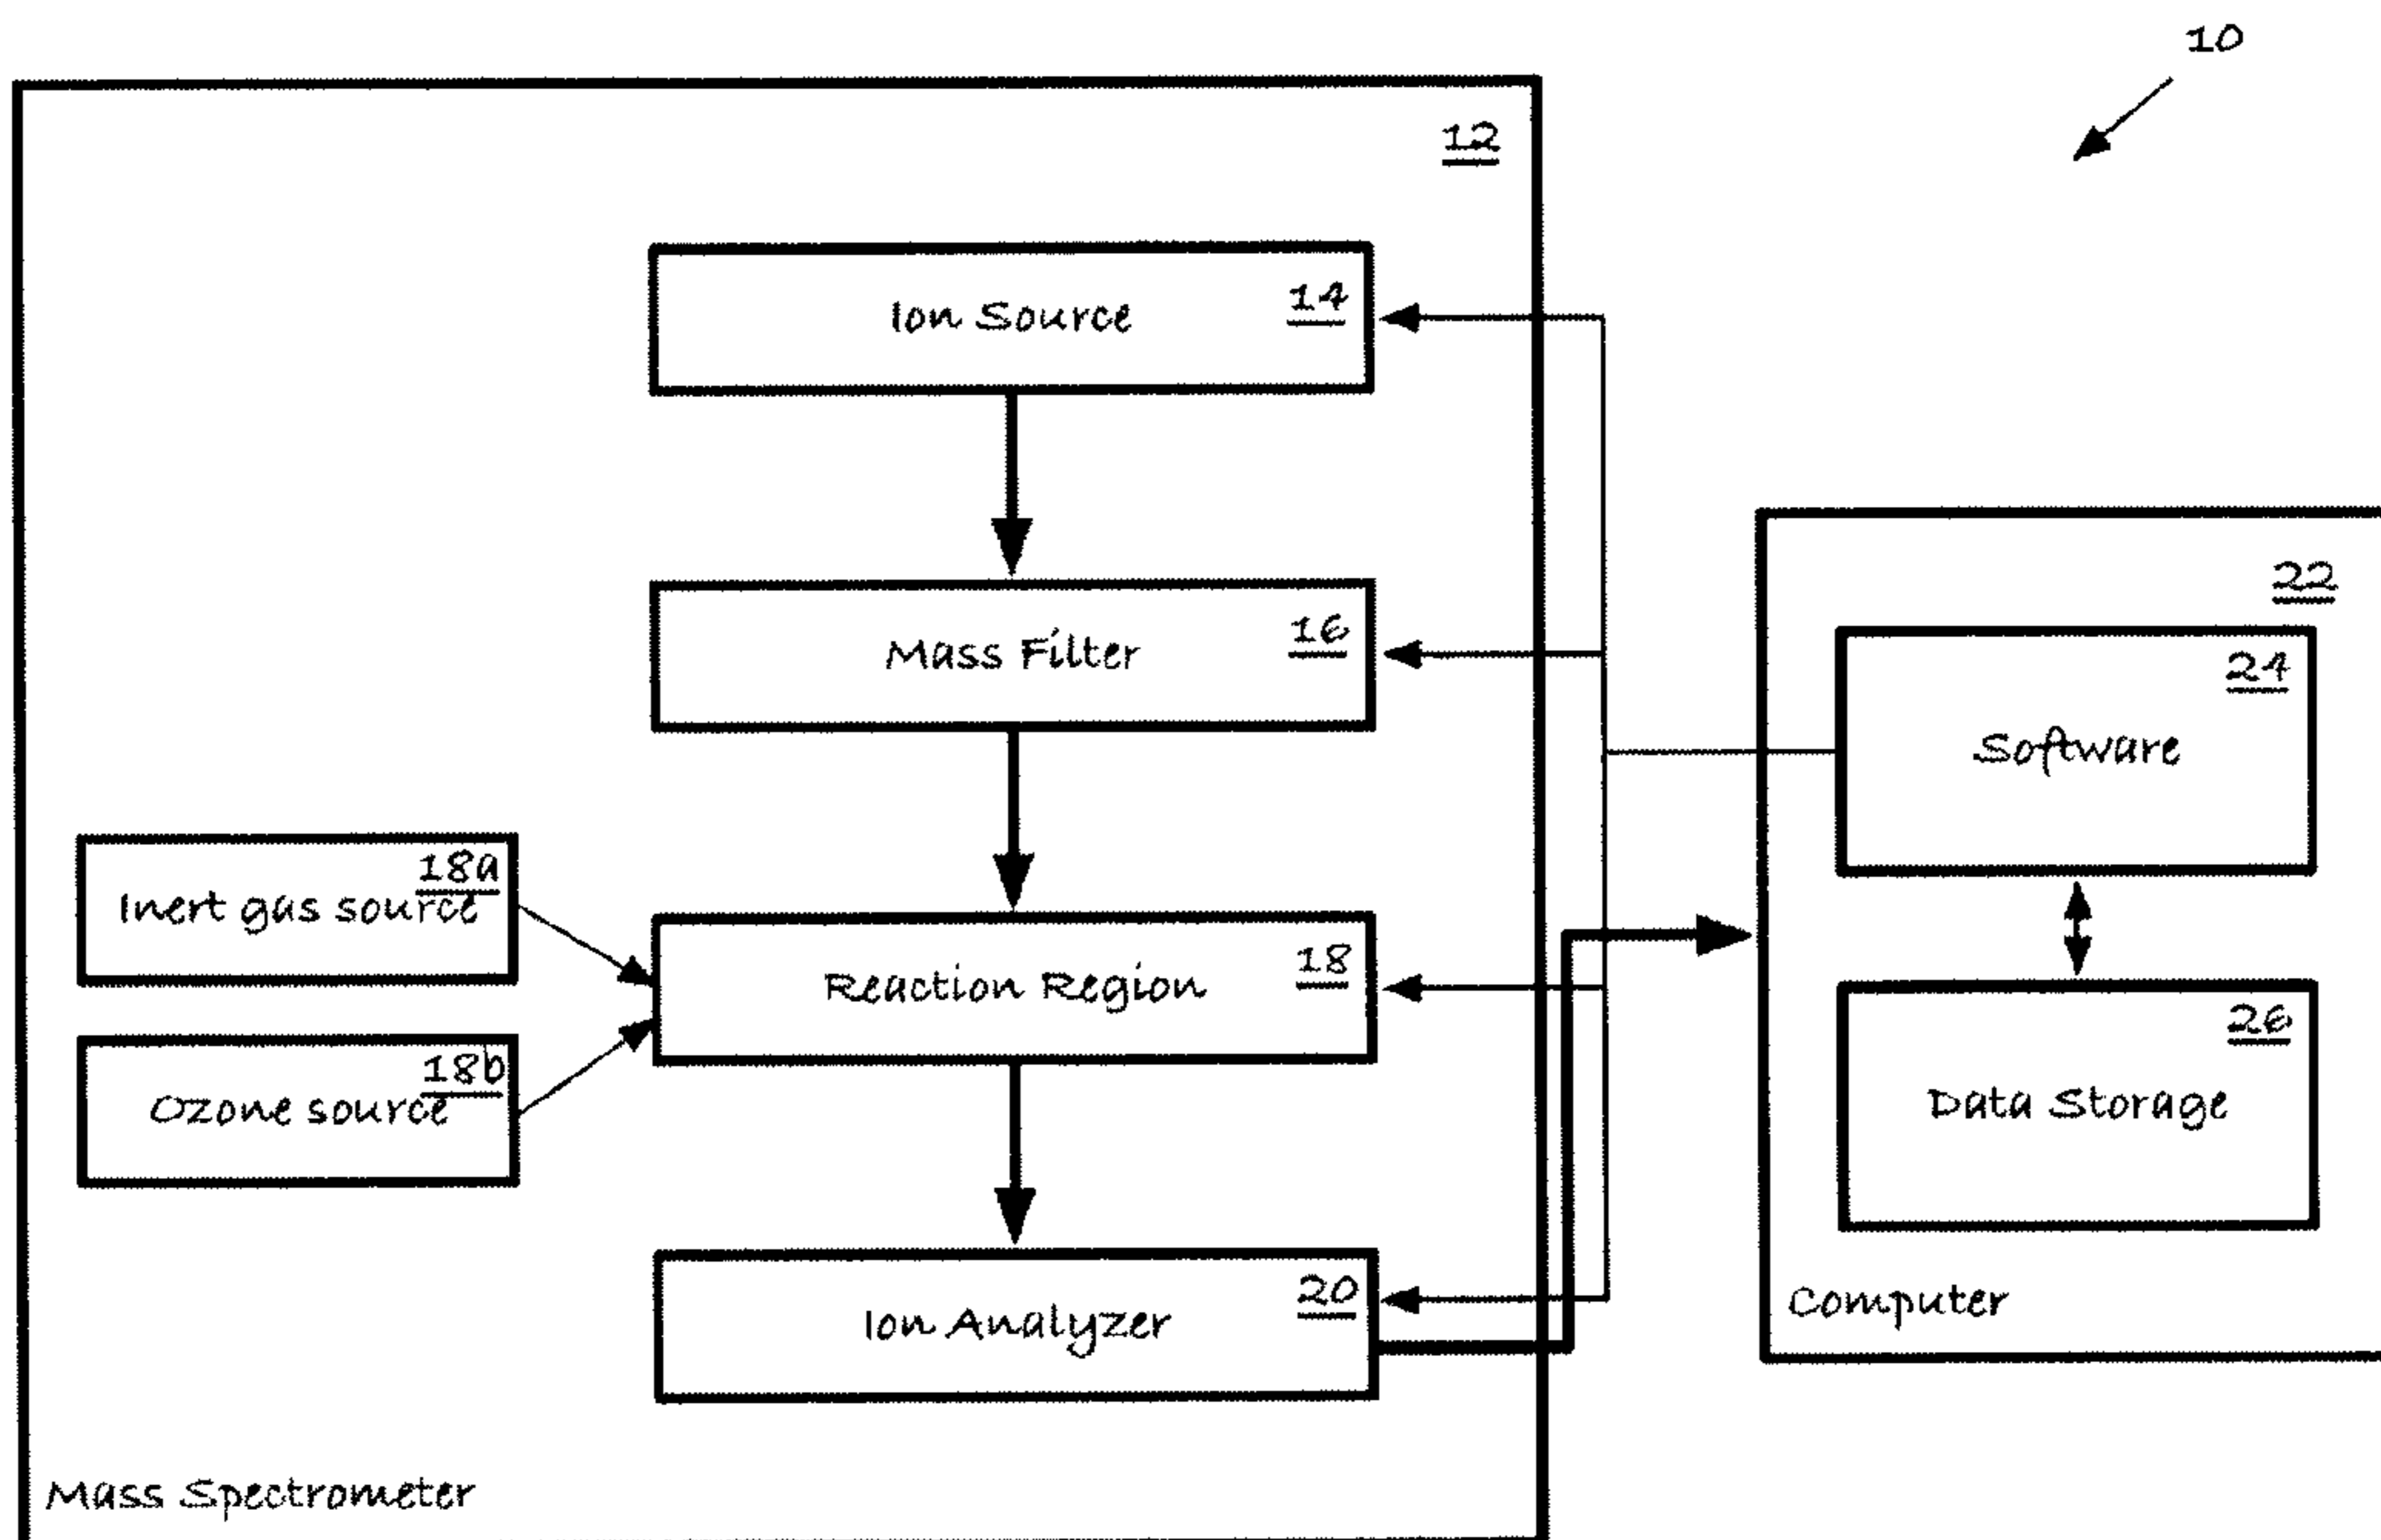 10
12
Ion Source
14
Mass Filter
16
Inert gas source
18a
Ozone source
18b
Reaction Region
18
Ion Analyzer
20
Mass Spectrometer
22
Software
24
Data Storage
26
Computer